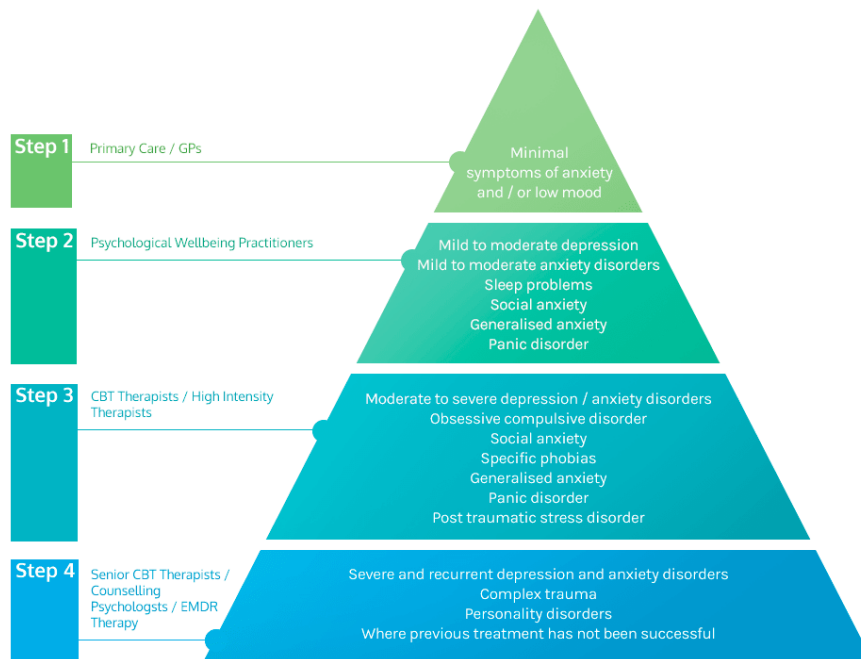 Step 1
Primary Care / GPs
Minimal
symptoms of anxiety
and / or low mood
Step 2
Psychological Wellbeing Practitioners
Mild to moderate depression
Mild to moderate anxiety disorders
Sleep problems
Social anxiety
Generalised anxiety
Panic disorder
Step 3
CBT Therapists / High Intensity
Therapists
Moderate to severe depression / anxiety disorders
Obsessive compulsive disorder
Social anxiety
Specific phobias
Generalised anxiety
Panic disorder
Post traumatic stress disorder
Step 4
Senior CBT Therapists /
Counselling
Psychologsts / EMDR
Therapy
Severe and recurrent depression and anxiety disorders
Complex trauma
Personality disorders
Where previous treatment has not been successful